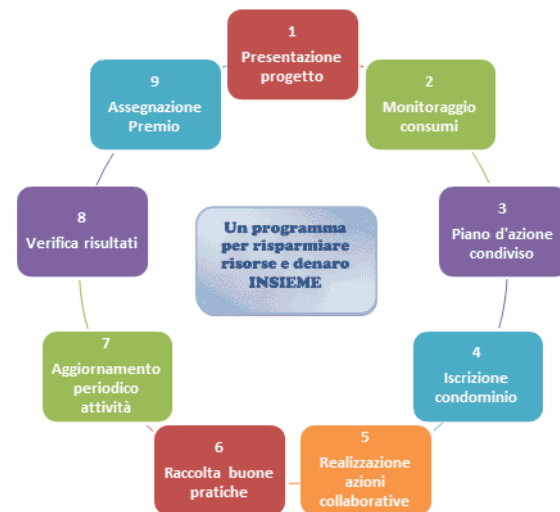 1
Presentazione
progetto
2
Monitoraggio
consumi
3
Piano d'azione
condiviso
4
Iscrizione
condominio
5
Realizzazione
azioni
collaborative
6
Raccolta buone
pratiche
7
Aggiornamento
periodico
attività
8
Verifica risultati
9
Assegnazione
Premio
Un programma
per risparmiare
risorse e denaro
INSIEME